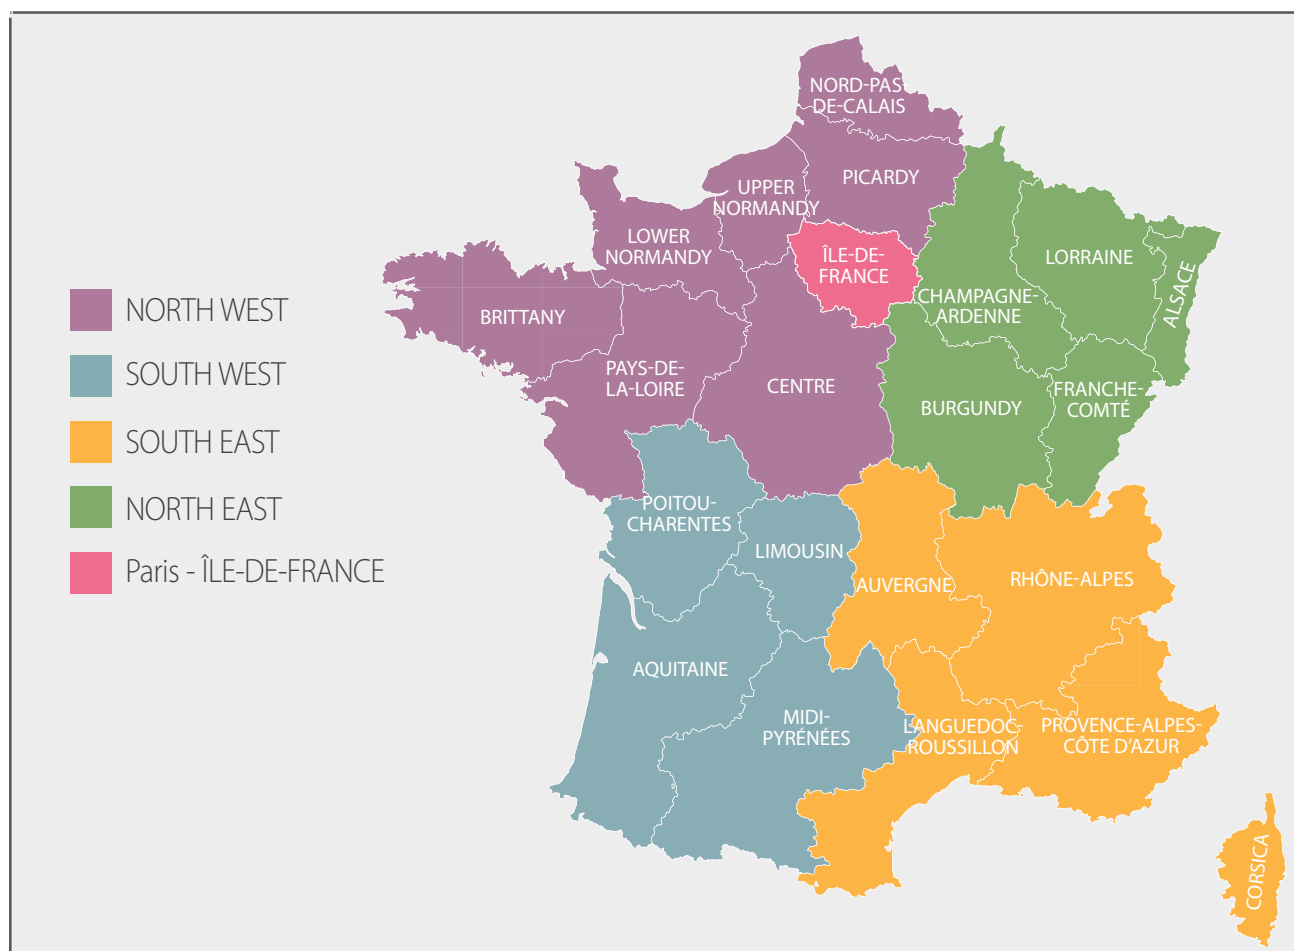 NORTH WEST
SOUTH WEST
SOUTH EAST
NORTH EAST
Paris - ÎLE-DE-FRANCE
NORD-PAS-
DE-CALAIS
PICARDY
UPPER
NORMANDY
LOWER
NORMANDY
ÎLE-DE-
FRANCE
LORRAINE
ALSACE
CHAMPAGNE-
ARDENNE
BRITTANY
PAYS-DE-
LA-LOIRE
CENTRE
BURGUNDY
FRANCHE-
COMTÉ
POITOU-
CHARENTES
LIMOUSIN
AUVERGNE
RHÔNE-ALPES
AQUITAINE
MIDI-
PYRÉNÉES
LANGUEDOC-
ROUSSILLON
PROVENCE-ALPES-
CÔTE D’AZUR
CORSICA